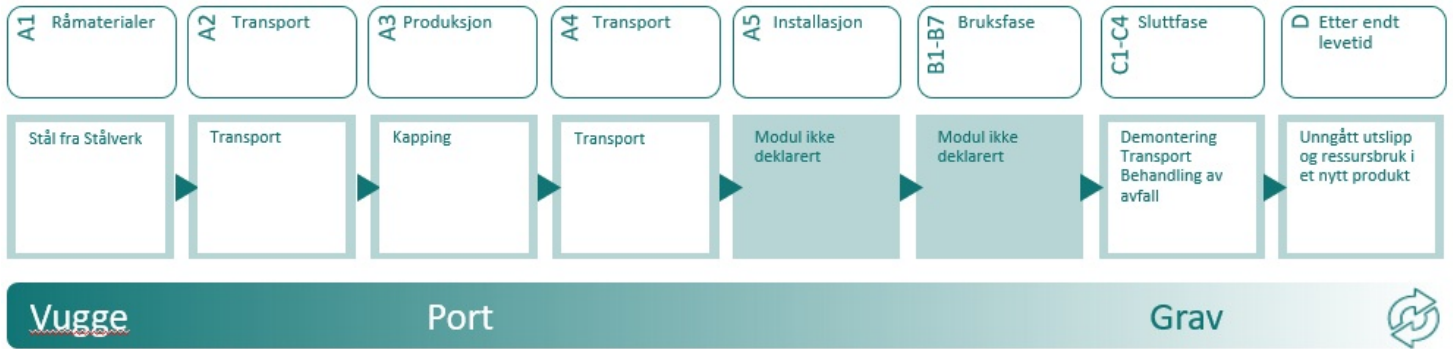 A1 Råmaterialer
A2 Transport
A3 Produksjon
A4 Transport
A5 Installasjon
B1-B7 Bruksfase
C1-C4 Sluttfase
D Etter endt
levetid
Stål fra Stålverk
Transport
Kapping
Transport
Modul ikke
deklarert
Modul ikke
deklarert
Demontering
Transport
Behandling av
avfall
Unngått utslipp
og ressursbruk i
et nytt produkt
Vugge
Port
Grav